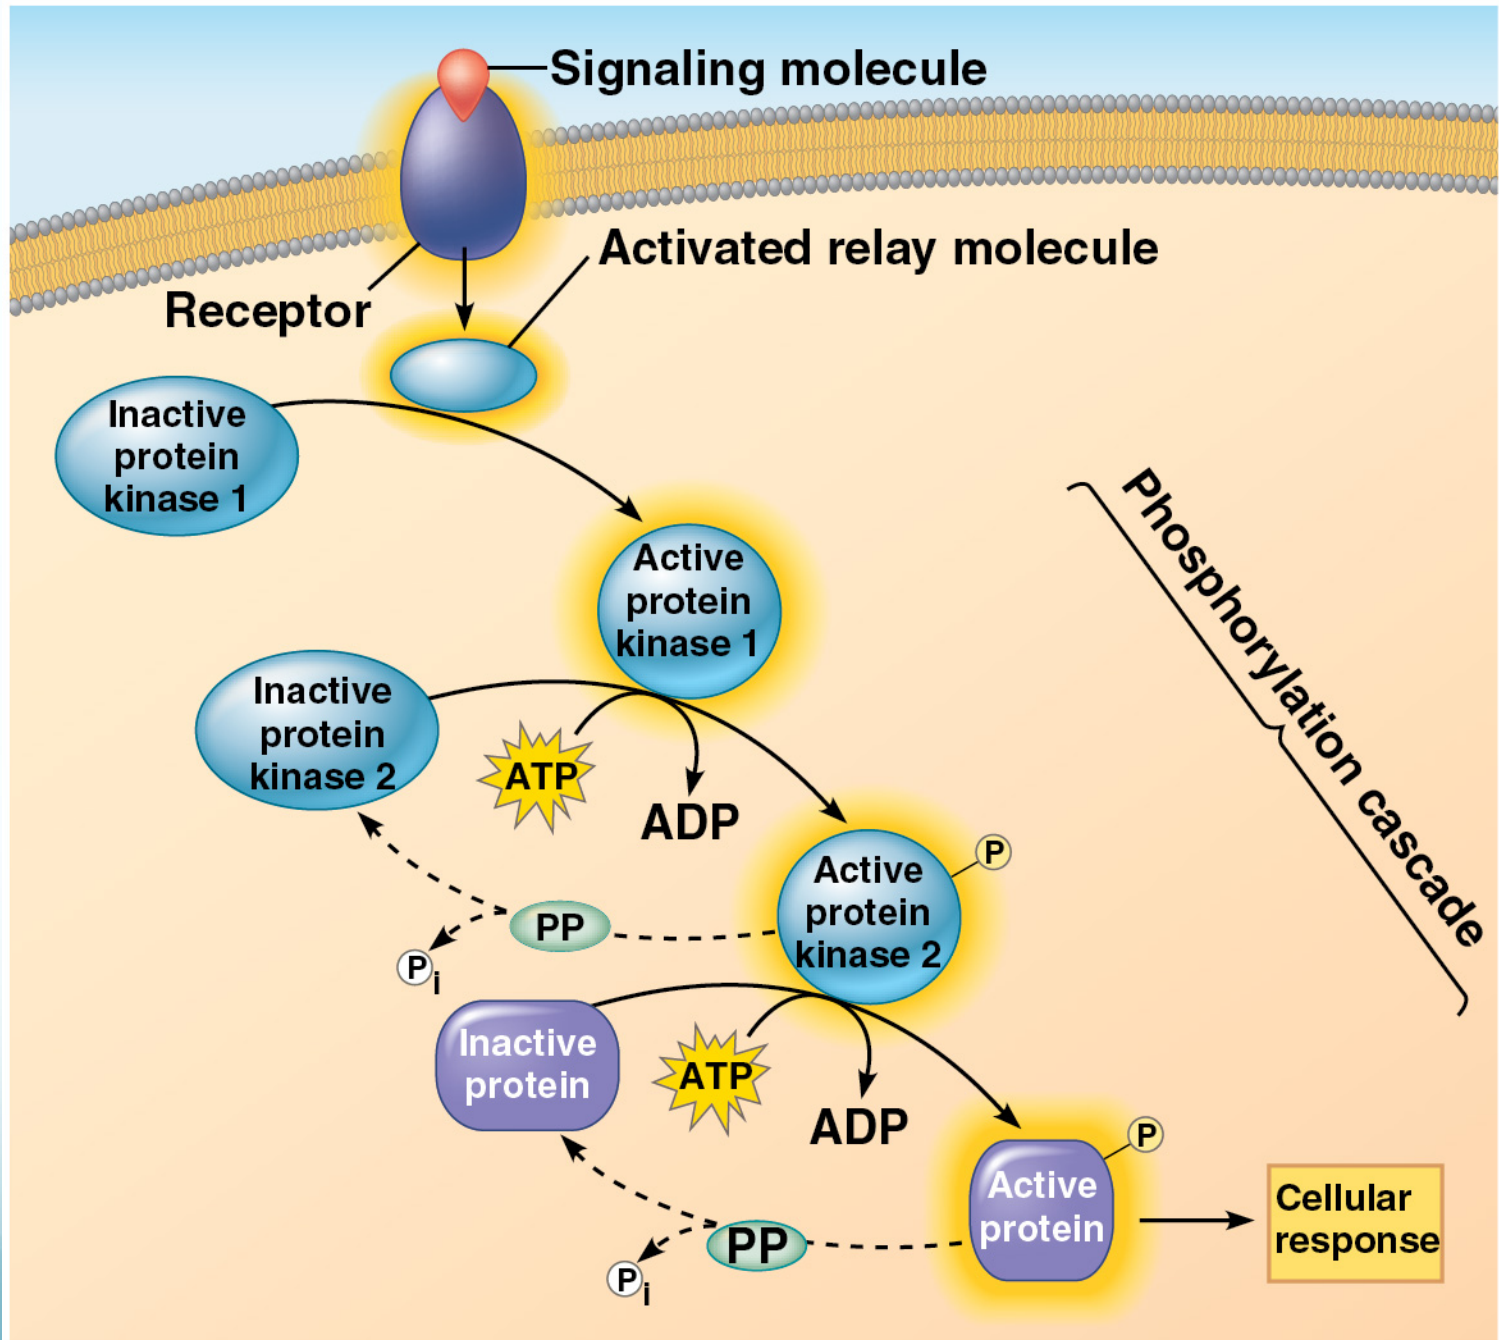 Signaling molecule
Activated relay molecule
Receptor
Inactive
protein
kinase 1
Phosphorylation cascade
Active
protein
kinase 1
Inactive
protein
kinase 2
ATP
ADP
Active
protein
kinase 2
P
PP
Pi
Inactive
protein
ATP
ADP
Active
protein
P
Cellular
response
PP
Pi